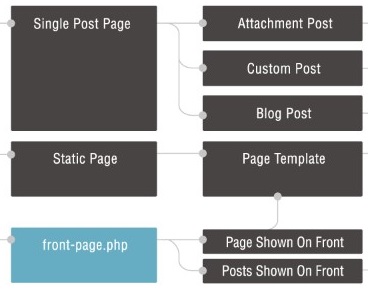 Single Post Page
Attachment Post
Custom Post
Blog Post
Static Page
Page Template
front-page.php
Page Shown On Front
Posts Shown On Front